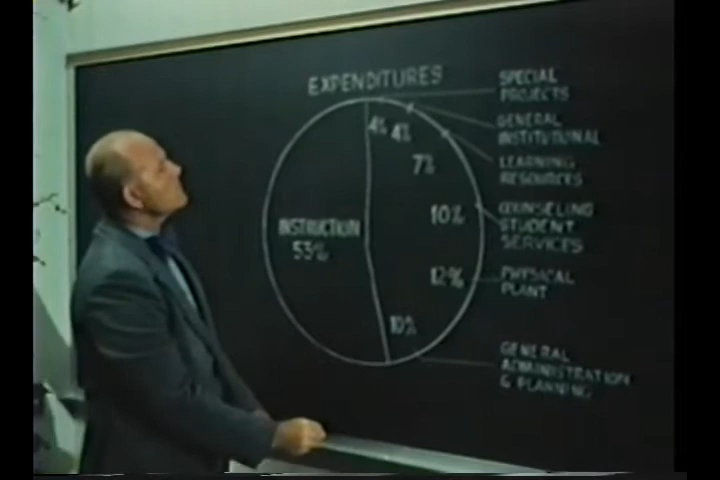 EXPENDITURES
SPECIAL
PROJECTS
4%
4%
GENERAL
INSTITUTIONAL
7%
LEARNING
RESOURCES
10%
COUNSELING
STUDENT
SERVICES
INSTRUCTION
53%
12%
PHYSICAL
PLANT
10%
GENERAL
ADMINISTRATION
& PLANNING